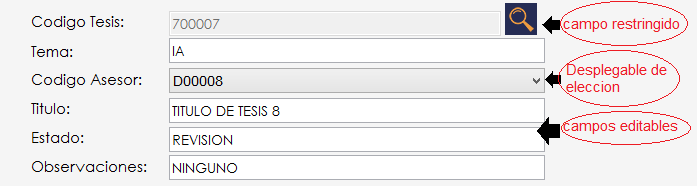 Codigo Tesis: 700007 campo restringido
Tema: IA
Codigo Asesor: D00008 Desplegable de
eleccion
Titulo: TITULO DE TESIS 8
campos editables
Estado: REVISION
Observaciones: NINGUNO